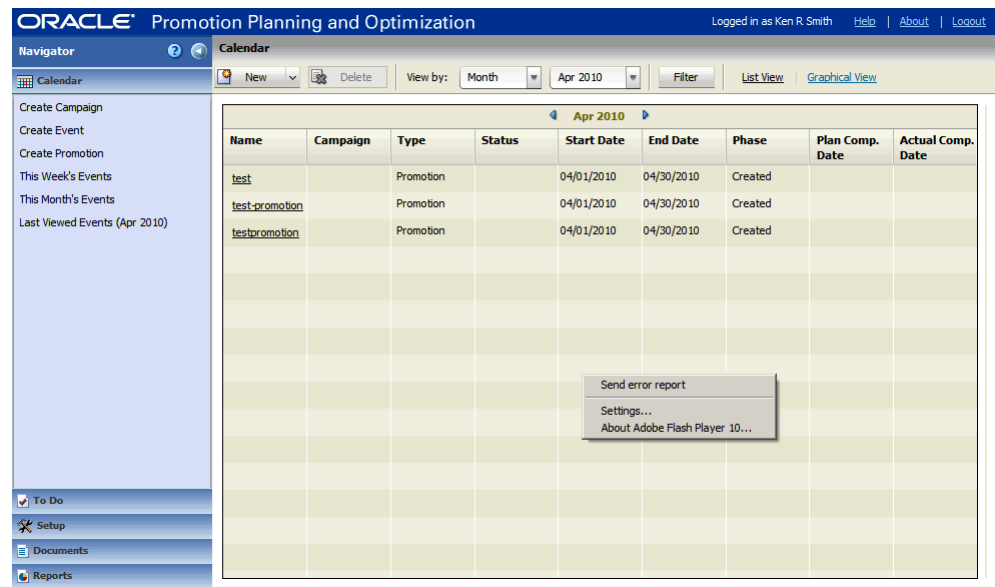 ORACLE® Promotion Planning and Optimization Logged in as Ken R Smith Help | About | Logout
Navigator
Calendar
Calendar
New Delete View by: Month Apr 2010 Filter List View Graphical View
Create Campaign
Create Event
Create Promotion
This Week's Events
This Month's Events
Last Viewed Events (Apr 2010)
Apr 2010
Name Campaign Type Status Start Date End Date Phase Plan Comp. Actual Comp.
Date Date
test Promotion 04/01/2010 04/30/2010 Created
test-promotion Promotion 04/01/2010 04/30/2010 Created
testpromotion Promotion 04/01/2010 04/30/2010 Created
Send error report
Settings...
About Adobe Flash Player 10...
To Do
Setup
Documents
Reports